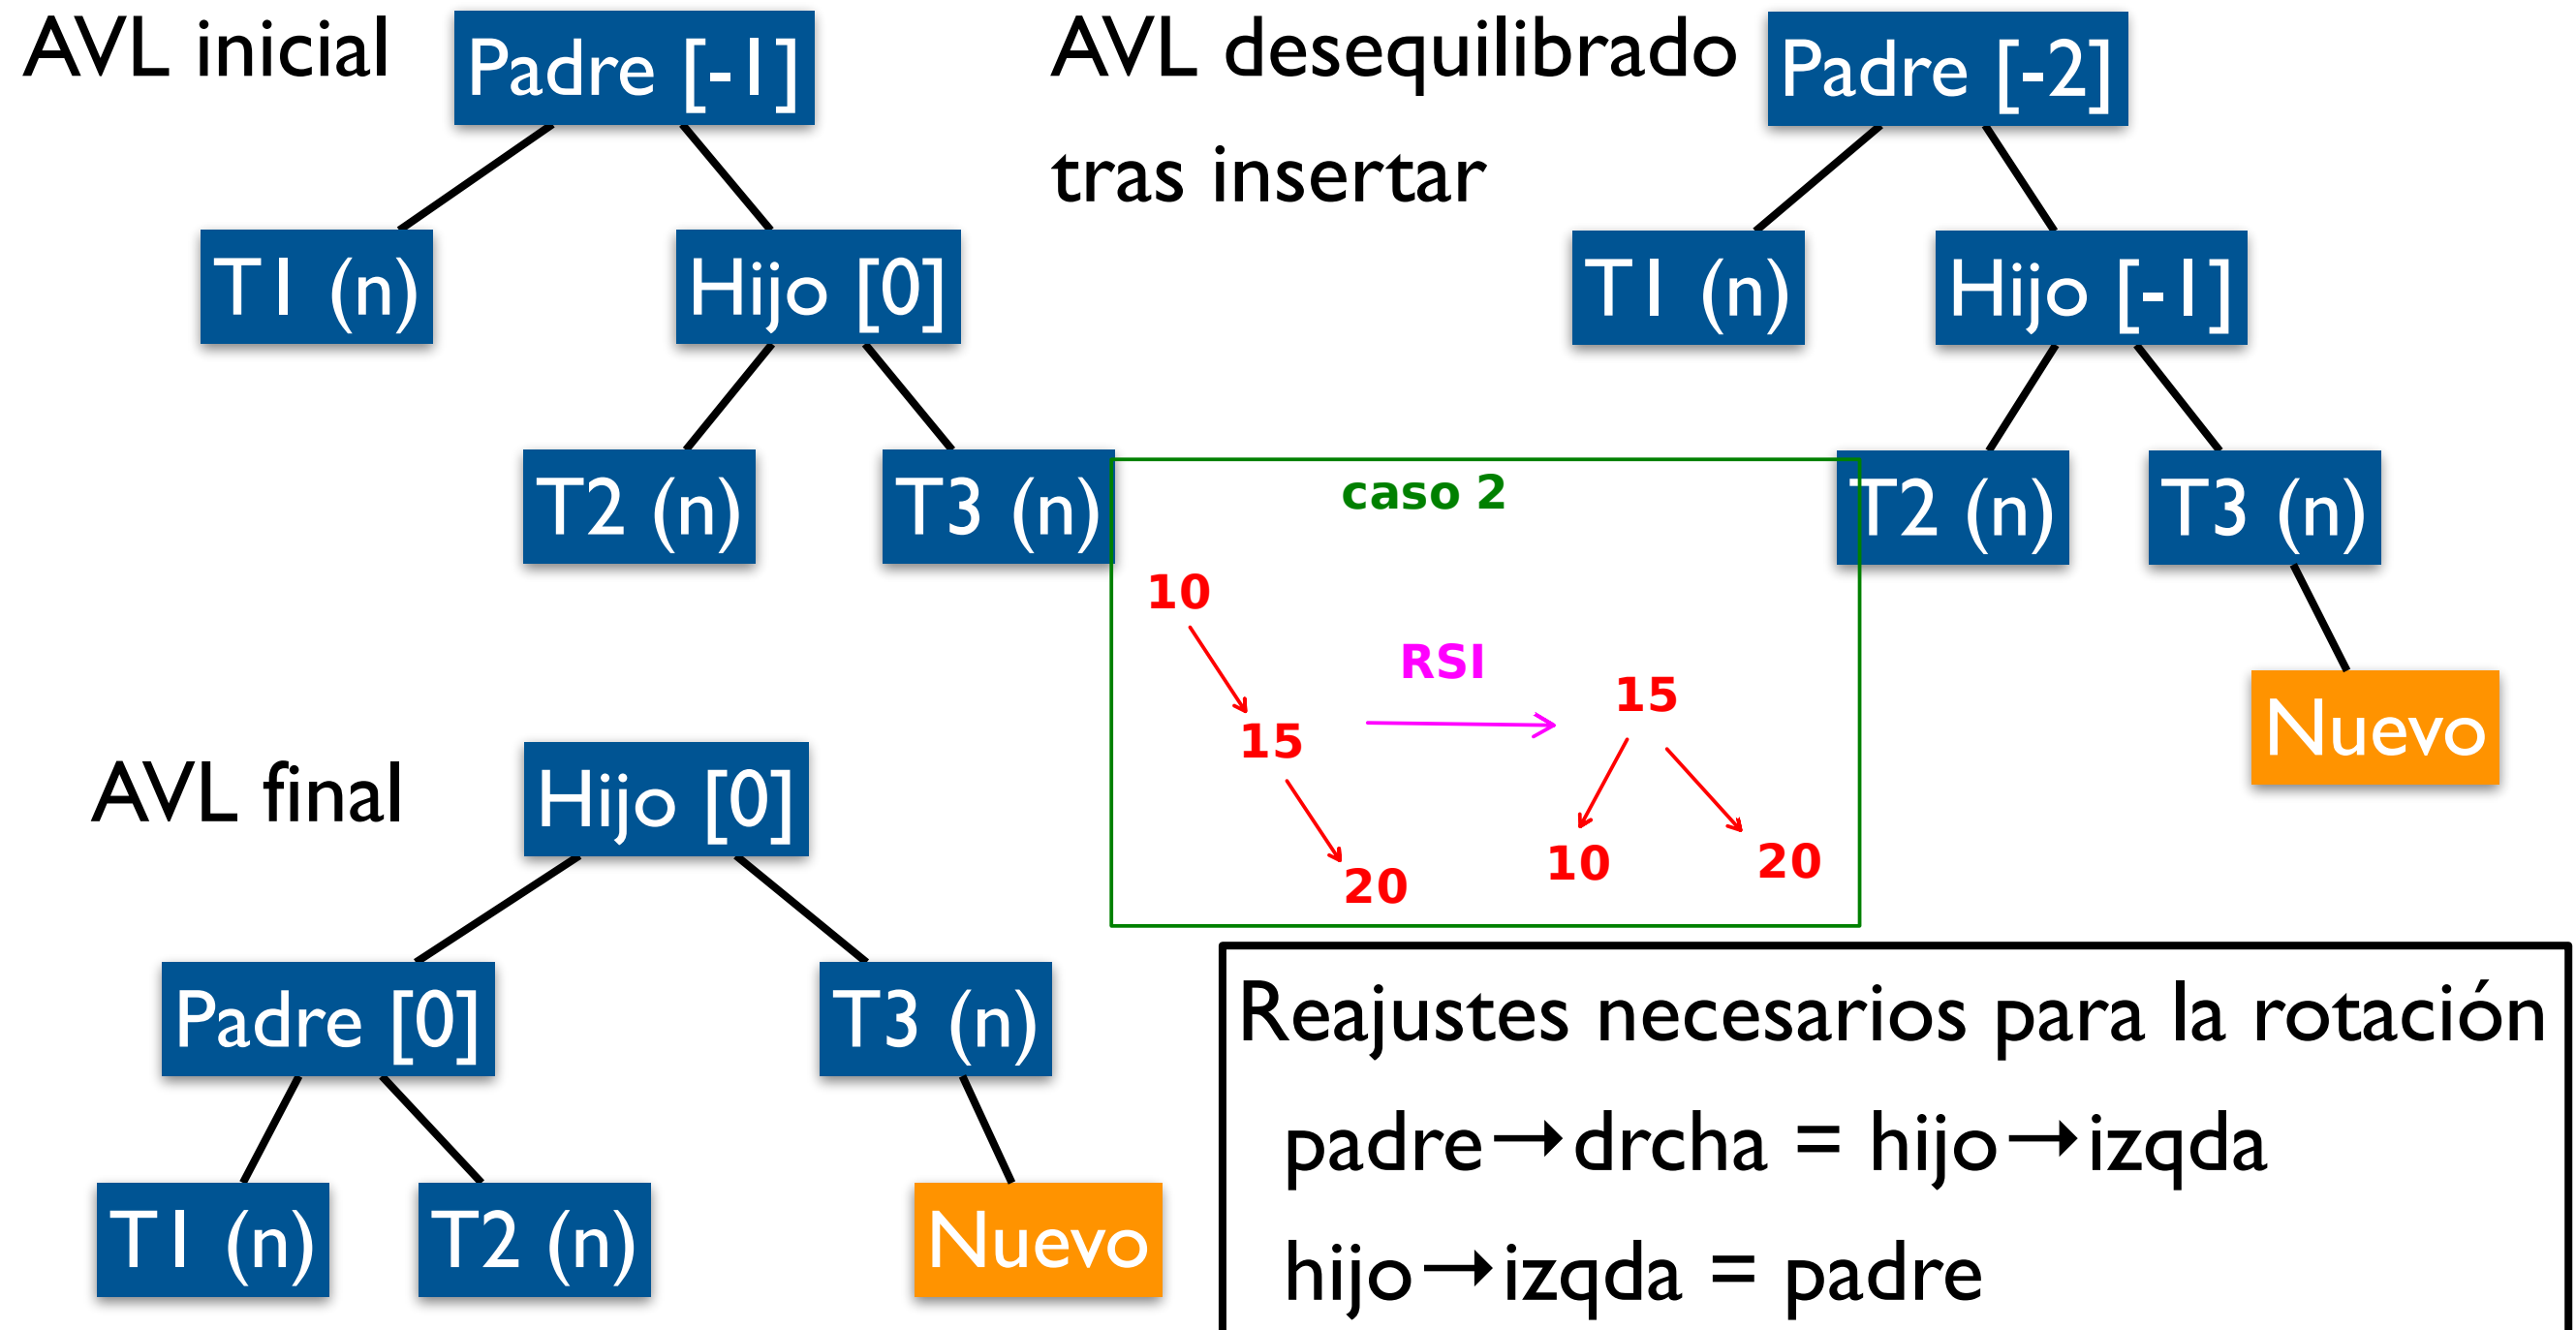 AVL inicial
Padre [-1]
T1 (n)
Hijo [0]
T2 (n)
T3 (n)
AVL desequilibrado
tras insertar
Padre [-2]
T1 (n)
Hijo [-1]
T2 (n)
T3 (n)
Nuevo
caso 2
10
15
20
RSI
15
10
20
AVL final
Hijo [0]
Padre [0]
T3 (n)
T1 (n)
T2 (n)
Nuevo
Reajustes necesarios para la rotación
padre→drcha = hijo→izqda
hijo→izqda = padre